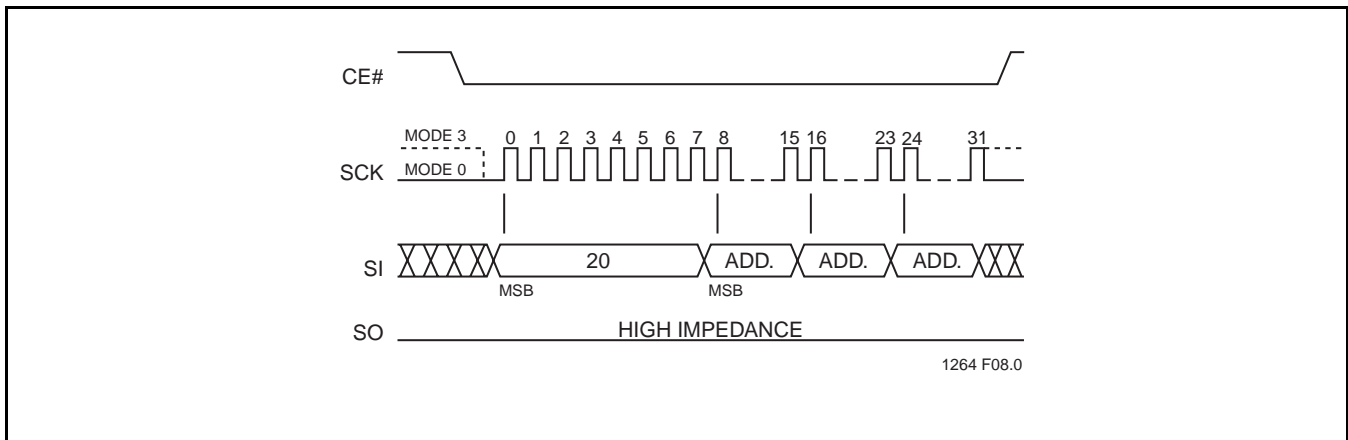 CE#
MODE 3
0 1 2 3 4 5 6 7 8 15 16 23 24 31
SCK
MODE 0
SI
20
ADD.
ADD.
ADD.
MSB
MSB
SO
HIGH IMPEDANCE
1264 F08.0